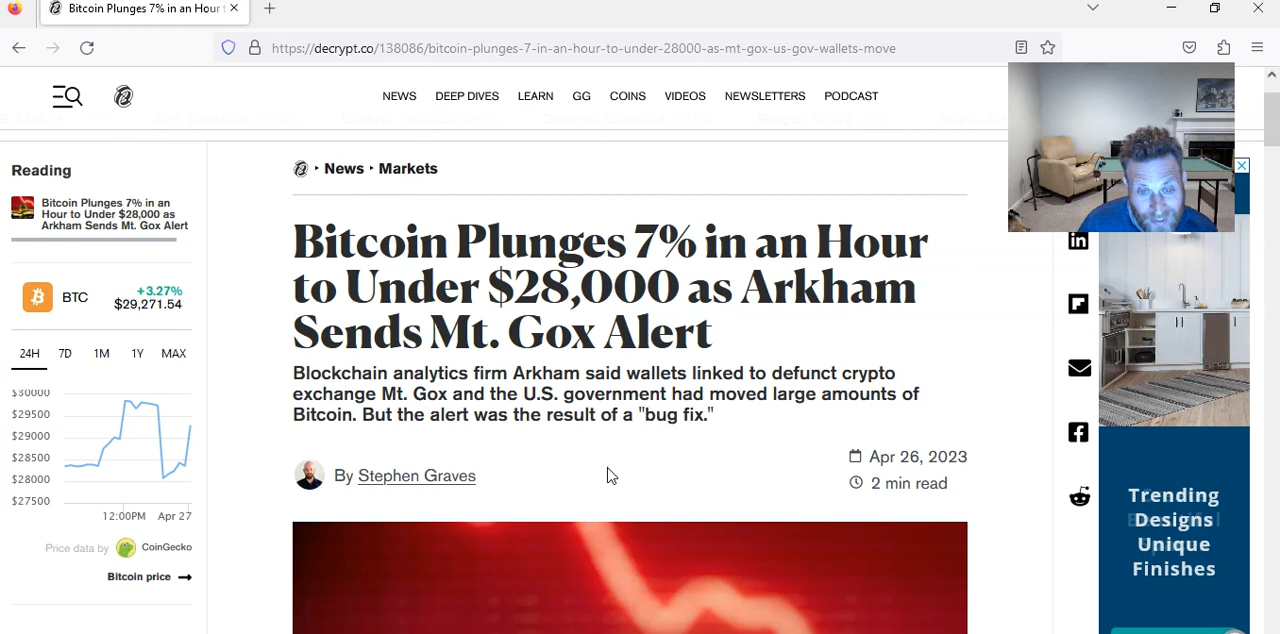 Bitcoin Plunges 7% in an Hour t
https://decrypt.co/138086/bitcoin-plunges-7-in-an-hour-to-under-28000-as-mt-gox-us-gov-wallets-move
NEWS DEEP DIVES LEARN GG COINS VIDEOS NEWSLETTERS PODCAST
Reading
Bitcoin Plunges 7% in an
Hour to Under $28,000 as
Arkham Sends Mt. Gox Alert
BTC
+3.27%
$29,271.54
24H 7D 1M 1Y MAX
$30000
$29500
$29000
$28500
$28000
$27500
12:00PM Apr 27
Price data by CoinGecko
Bitcoin price
News Markets
Bitcoin Plunges 7% in an Hour
to Under $28,000 as Arkham
Sends Mt. Gox Alert
Blockchain analytics firm Arkham said wallets linked to defunct crypto
exchange Mt. Gox and the U.S. government had moved large amounts of
Bitcoin. But the alert was the result of a "bug fix."
By Stephen Graves
Apr 26, 2023
2 min read
Trending
Designs
Unique
Finishes